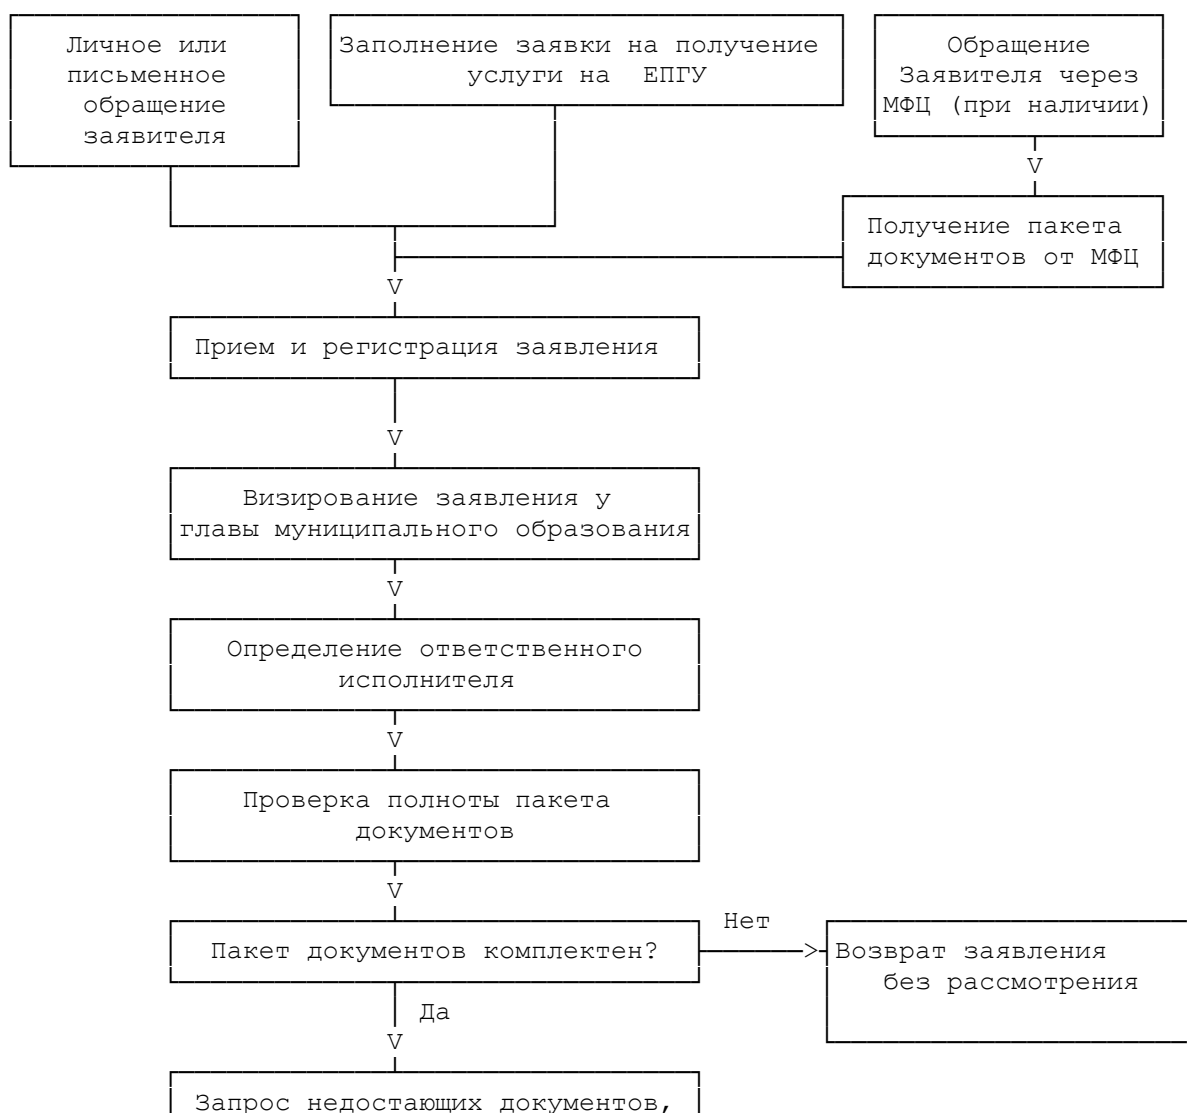 Личное или
письменное
обращение
заявителя
Заполнение заявки на получение
услуги на ЕПГУ
Обращение
Заявителя через
МФЦ (при наличии)
V
Получение пакета
документов от МФЦ
V
Прием и регистрация заявления
V
Визирование заявления у
главы муниципального образования
V
Определение ответственного
исполнителя
V
Проверка полноты пакета
документов
V
Пакет документов комплектен?
Нет
>
Возврат заявления
без рассмотрения
Да
V
Запрос недостающих документов,